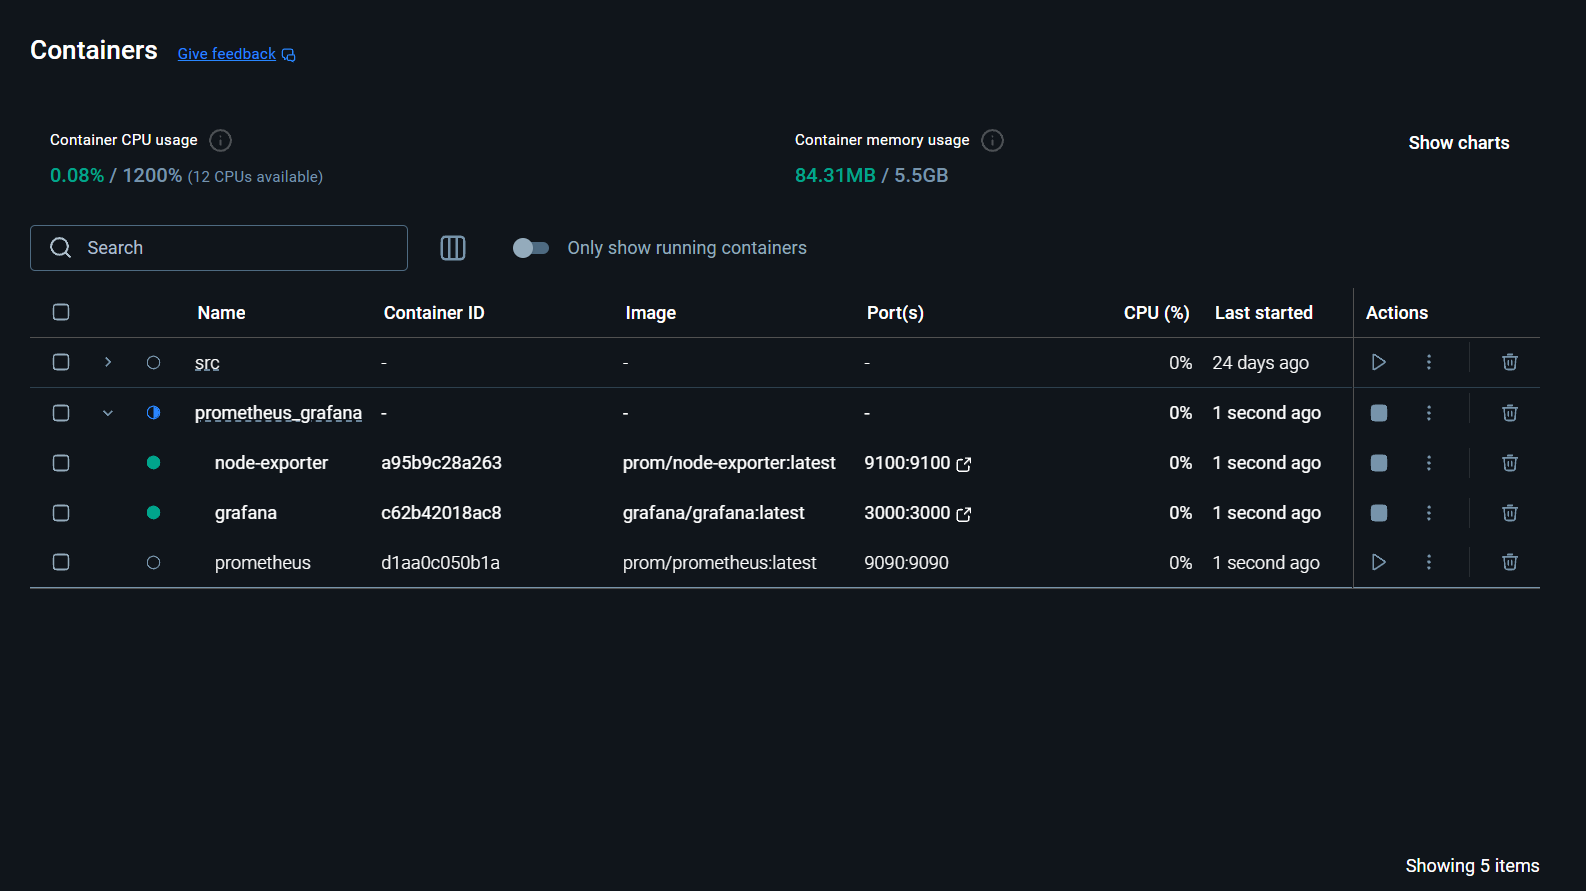 Containers Give feedback
Container CPU usage
0.08% / 1200% (12 CPUs available)
Container memory usage
84.31MB / 5.5GB
Show charts
Search
Only show running containers
Name Container ID Image Port(s) CPU (%) Last started Actions
src - - - 0% 24 days ago
prometheus_grafana - - - 0% 1 second ago
node-exporter a95b9c28a263 prom/node-exporter:latest 9100:9100 0% 1 second ago
grafana c62b42018ac8 grafana/grafana:latest 3000:3000 0% 1 second ago
prometheus d1aa0c050b1a prom/prometheus:latest 9090:9090 0% 1 second ago
Showing 5 items